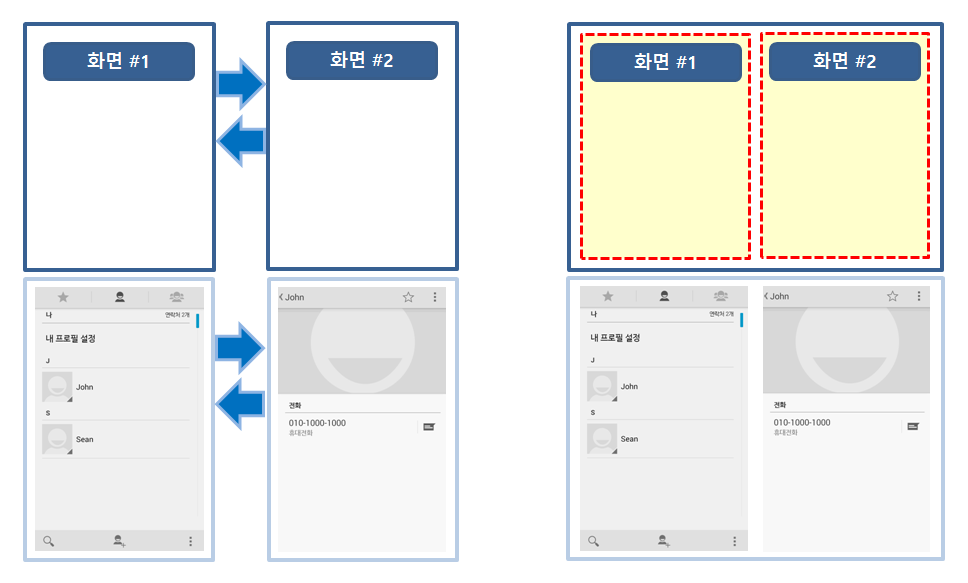 화면 #1
화면 #2
화면 #1
화면 #2
나
연락처 2개
내 프로필 설정
J
John
S
Sean
John
전화
010-1000-1000
휴대전화
나
연락처 2개
내 프로필 설정
J
John
S
Sean
John
전화
010-1000-1000
휴대전화